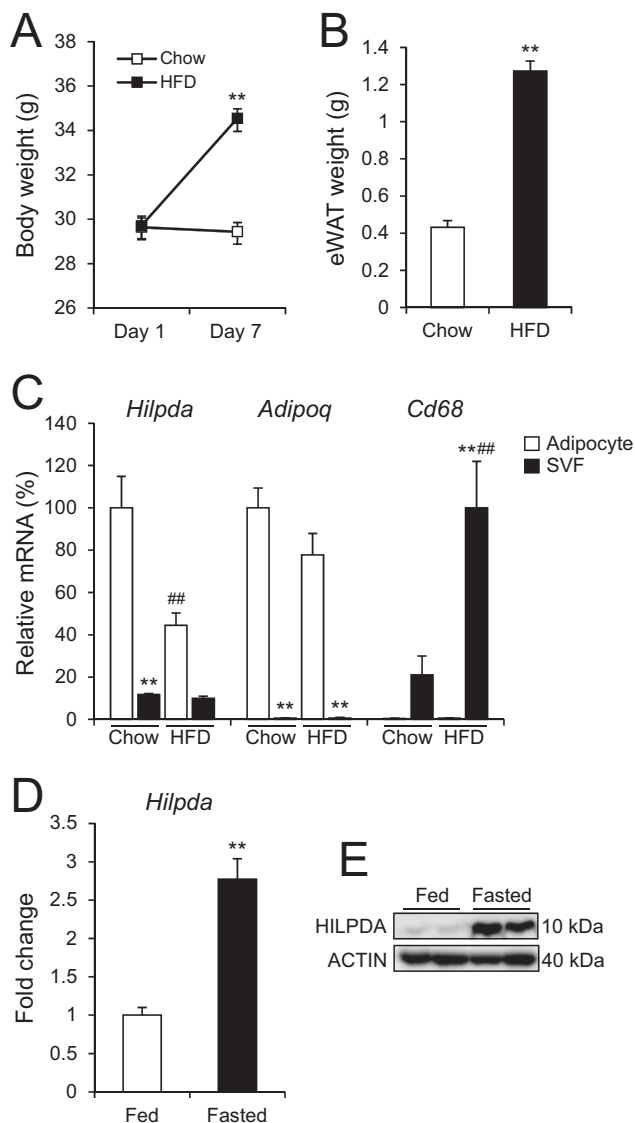 A
Body weight (g)
38
36
34
32
30
28
26
Chow
HFD
**
Day 1
Day 7
B
eWAT weight (g)
1.4
1.2
1
0.8
0.6
0.4
0.2
0
**
Chow
HFD
C
Hilpda
Adipoq
Cd68
Relative mRNA (%)
140
120
100
80
60
40
20
0
Adipocyte
SVF
**##
##
**
**
**
Chow HFD Chow HFD Chow HFD
D
Hilpda
Fold change
3.5
3
2.5
2
1.5
1
0.5
0
**
Fed
Fasted
E
Fed Fasted
HILPDA 10 kDa
ACTIN 40 kDa